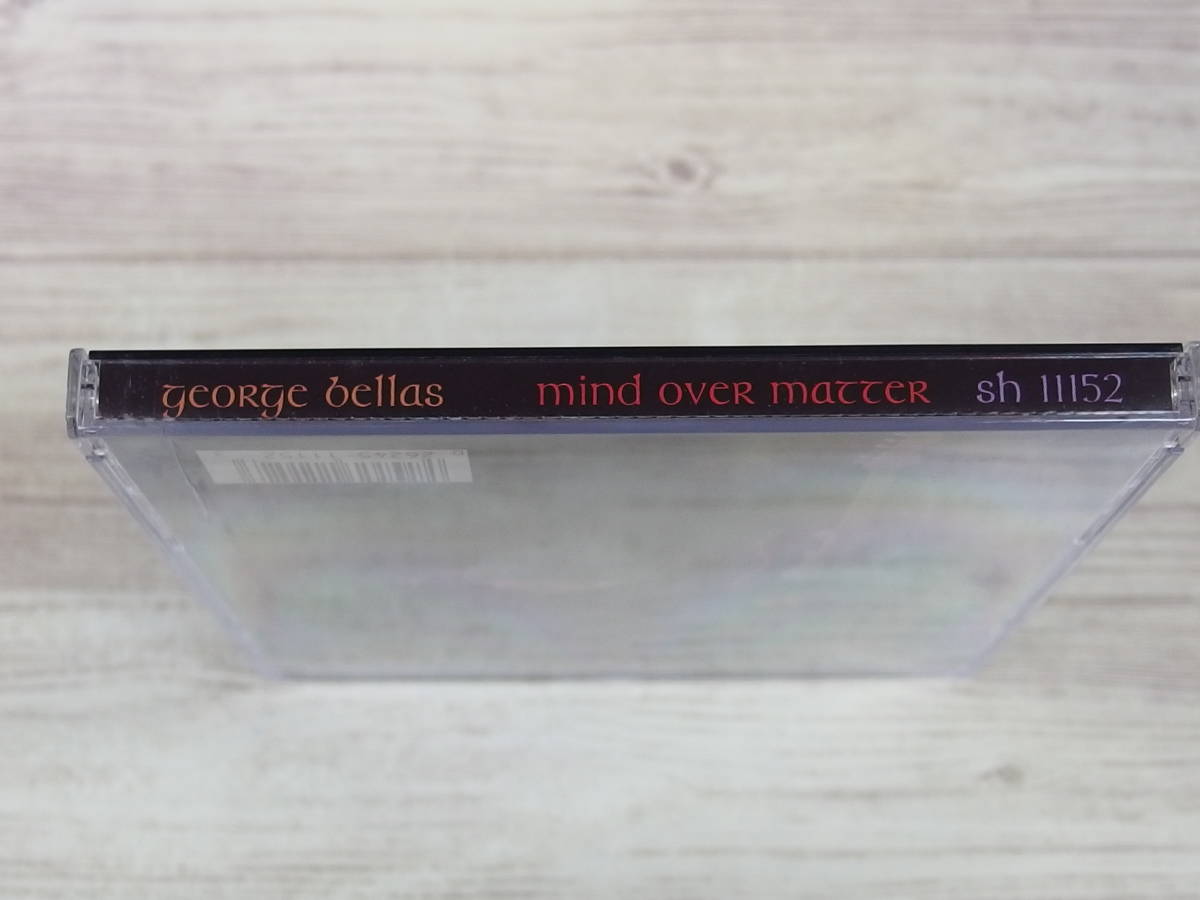 george bellas mind over matter sh 11152